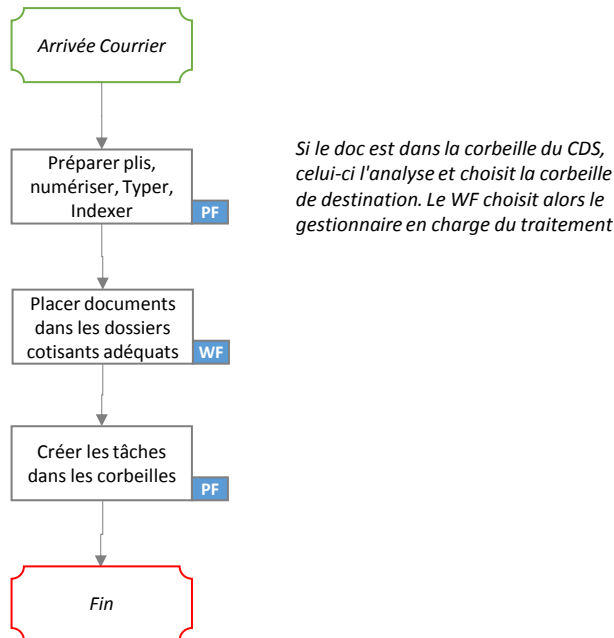 Arrivée Courrier
Préparer plis,
numériser, Typer,
Indexer
PF
Si le doc est dans la corbeille du CDS,
celui-ci l'analyse et choisit la corbeille
de destination. Le WF choisit alors le
gestionnaire en charge du traitement
Placer documents
dans les dossiers
cotisants adéquats
WF
Créer les tâches
dans les corbeilles
PF
Fin